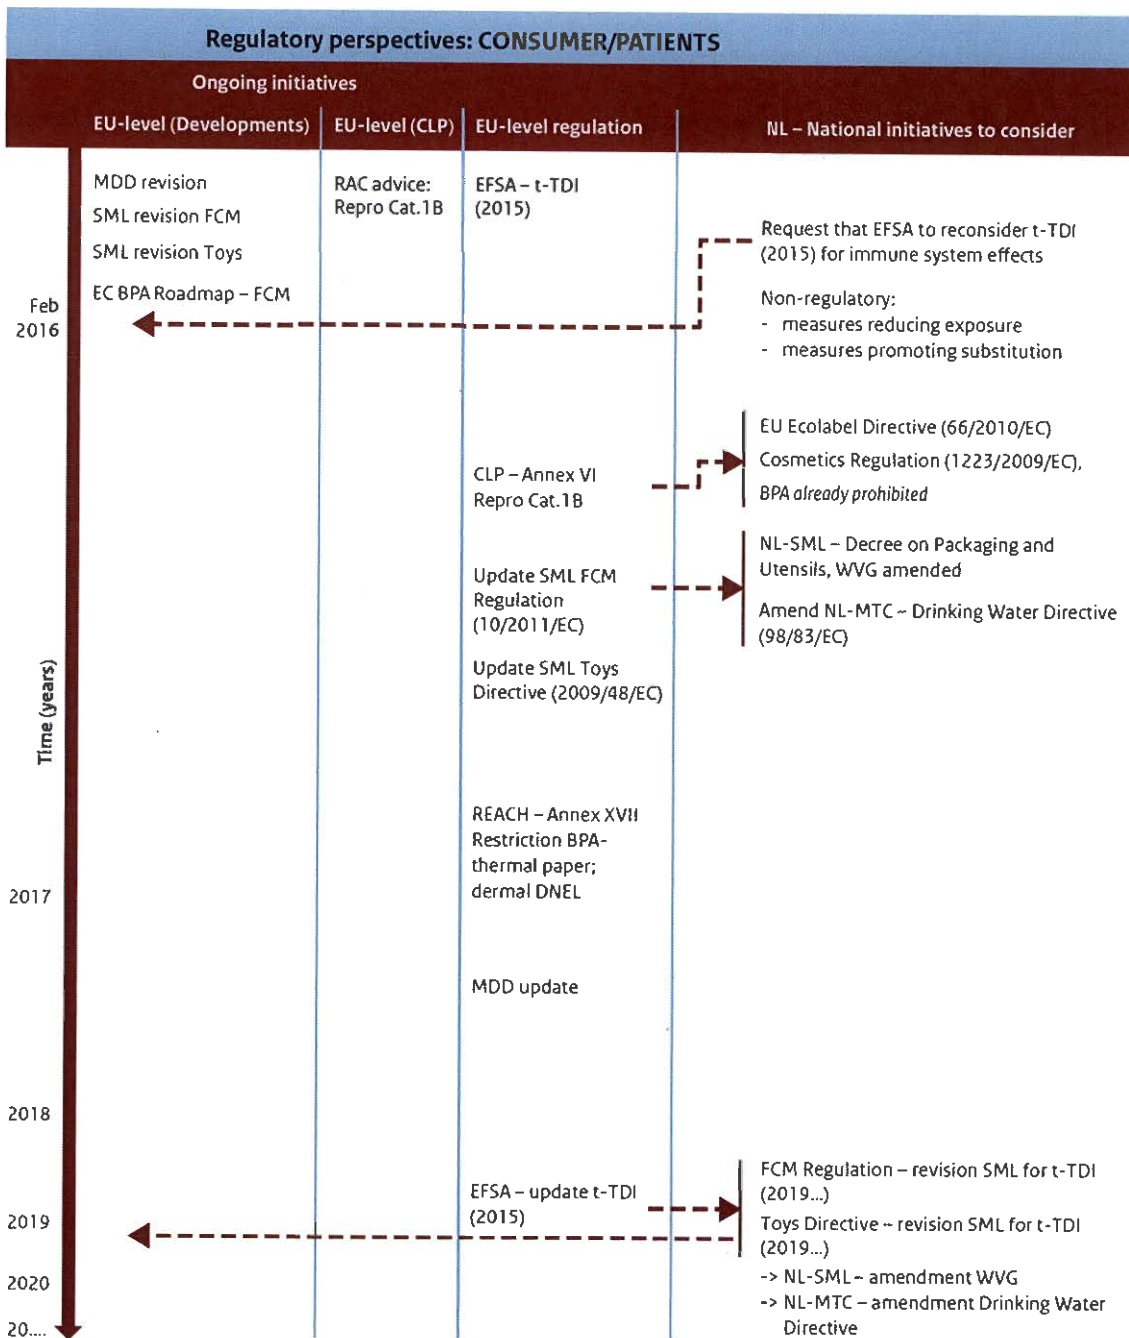 Regulatory perspectives: CONSUMER/PATIENTS
Ongoing initiatives
EU-level (Developments)
EU-level (CLP)
EU-level regulation
NL – National initiatives to consider
MDD revision
SML revision FCM
SML revision Toys
EC BPA Roadmap – FCM
RAC advice:
Repro Cat.1B
EFSA – t-TDI
(2015)
Request that EFSA to reconsider t-TDI
(2015) for immune system effects
Non-regulatory:
- measures reducing exposure
- measures promoting substitution
Feb
2016
CLP – Annex VI
Repro Cat.1B
EU Ecolabel Directive (66/2010/EC)
Cosmetics Regulation (1223/2009/EC),
BPA already prohibited
Update SML FCM
Regulation
(10/2011/EC)
NL-SML – Decree on Packaging and
Utensils, WVG amended
Amend NL-MTC – Drinking Water Directive
(98/83/EC)
Update SML Toys
Directive (2009/48/EC)
Time (years)
REACH – Annex XVII
Restriction BPA-
thermal paper;
dermal DNEL
2017
MDD update
2018
EFSA – update t-TDI
(2015)
FCM Regulation – revision SML for t-TDI
(2019...)
Toys Directive – revision SML for t-TDI
(2019...)
-> NL-SML – amendment WVG
-> NL-MTC – amendment Drinking Water
Directive
2019
2020
20....